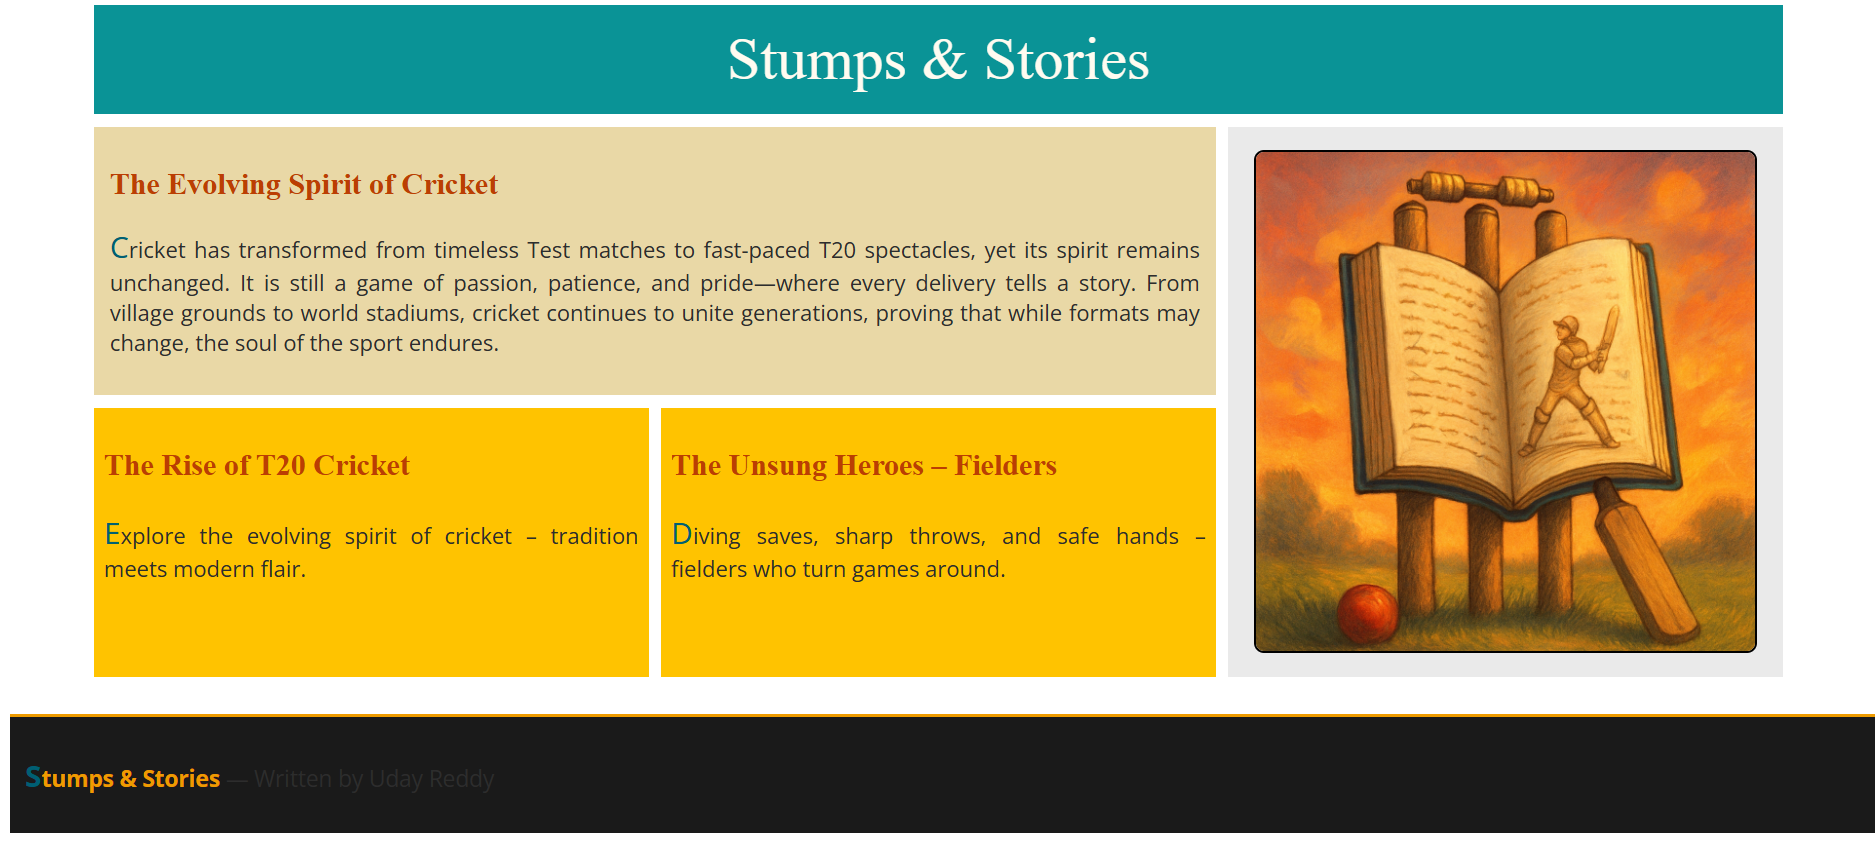 Stumps & Stories
The Evolving Spirit of Cricket
Cricket has transformed from timeless Test matches to fast-paced T20 spectacles, yet its spirit remains
unchanged. It is still a game of passion, patience, and pride—where every delivery tells a story. From
village grounds to world stadiums, cricket continues to unite generations, proving that while formats may
change, the soul of the sport endures.
The Rise of T20 Cricket
Explore the evolving spirit of cricket – tradition
meets modern flair.
The Unsung Heroes – Fielders
Diving saves, sharp throws, and safe hands –
fielders who turn games around.
Stumps & Stories — Written by Uday Reddy